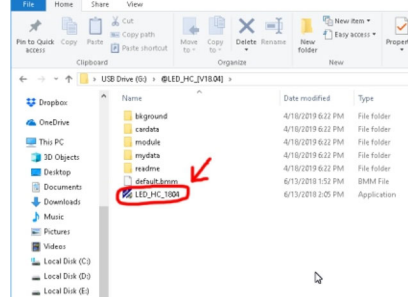 File Home Share View
Pin to Quick access
Copy
Paste
Cut
Copy path
Paste shortcut
Move to
Copy to
Delete
Rename
New folder
New item
Easy access
Propert
Clipboard
Organize
New
USB Drive (G:) > @LED_HC_[V18.04] >
Name Date modified Type
Dropbox
OneDrive
This PC
3D Objects
Desktop
Documents
Downloads
Music
Pictures
Videos
Local Disk (C:)
Local Disk (D:)
Local Disk (E:)
bkground 4/18/2019 6:22 PM File folder
cardata 4/18/2019 6:22 PM File folder
module 4/18/2019 6:22 PM File folder
mydata 4/18/2019 6:22 PM File folder
readme 4/18/2019 6:22 PM File folder
default.bmm 6/13/2018 1:52 PM BMM File
LED_HC_1804 6/13/2018 2:05 PM Application